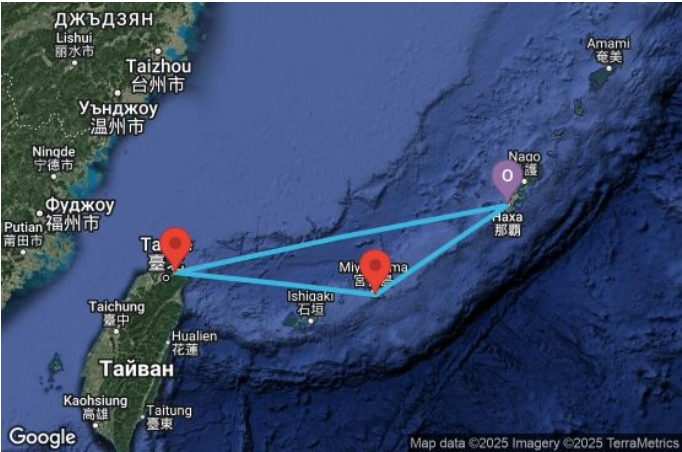 ДЖЪДЗЯН
Lishui
丽水市
Taizhou
台州市
Amami
奄美
Уънджоу
温州市
Ningde
宁德市
Nago
護
O
Фуджоу
福州市
Putian
莆田市
Наха
那覇
Ta
臺
Miy ma
宮 島
Ishigaki
石垣
Taichung
臺中
Hualien
花蓮
Тайван
Kaohsiung
高雄
Taitung
臺東
Google
Map data ©2025 Imagery ©2025 TerraMetrics